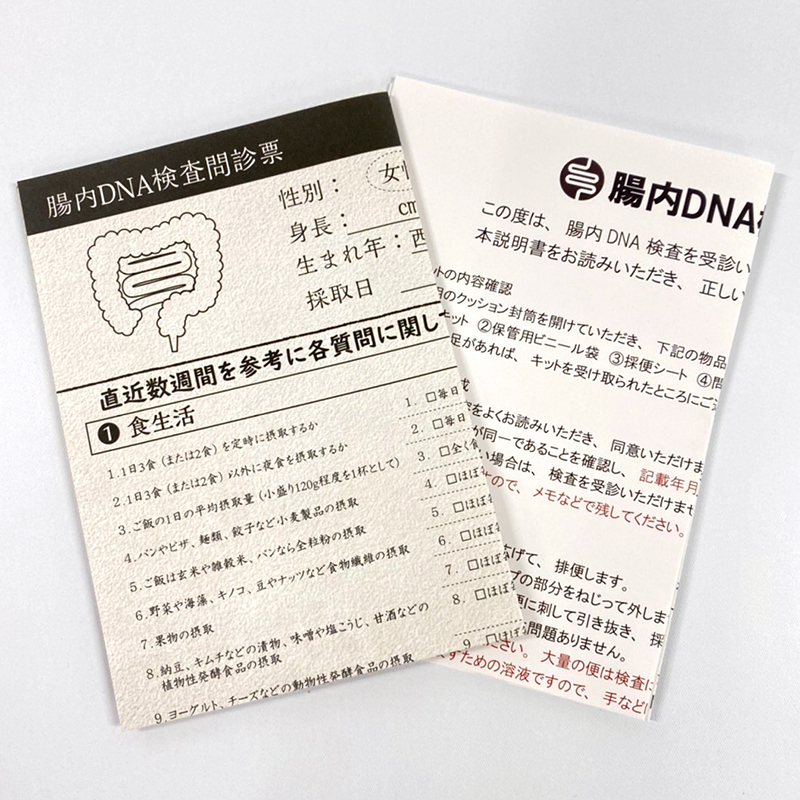 腸内DNA検査問診票
性別：
女
身長： cm
生まれ年：西
採取日
直近数週間を参考に各質問に関し
❶ 食生活
1.1日3食（または2食）を定時に摂取するか
2.1日3食（または2食）以外に夜食を摂取するか
3.ご飯の1日の平均摂取量（小盛り120g程度を1杯として）
4.パンやピザ、麺類、餃子など小麦製品の摂取
5.ご飯は玄米や雑穀米、パンなら全粒粉の摂取
6.野菜や海藻、キノコ、豆やナッツなど食物繊維の摂取
7.果物の摂取
8.納豆、キムチなどの漬物、味噌や塩こうじ、甘酒などの
植物性発酵食品の摂取
9.ヨーグルト、チーズなどの動物性発酵食品の摂取
1. □毎日
2. □毎日
3. □全く食
4. □ほぼ
5. □ほぼ
6. □ほぼ
7. □ほぼ
8. □ほぼ
9. □ほぼ
腸内DNA
この度は、腸内DNA検査を受診い
本説明書をお読みいただき、正しい
トの内容確認
のクッション封筒を開けていただき、下記の物品
キット ②保管用ビニール袋 ③採便シート ④問
足があれば、キットを受け取られたところにご
をよくお読みいただき、同意いただけま
が同一であることを確認し、記載年月
い場合は、検査を受診いただけませ
ので、メモなどで残してください。
げて、排便します。
プの部分をねじって外しま
便に刺して引き抜き、採
問題ありません。
ださい。大量の便は検査に
すための溶液ですので、手など